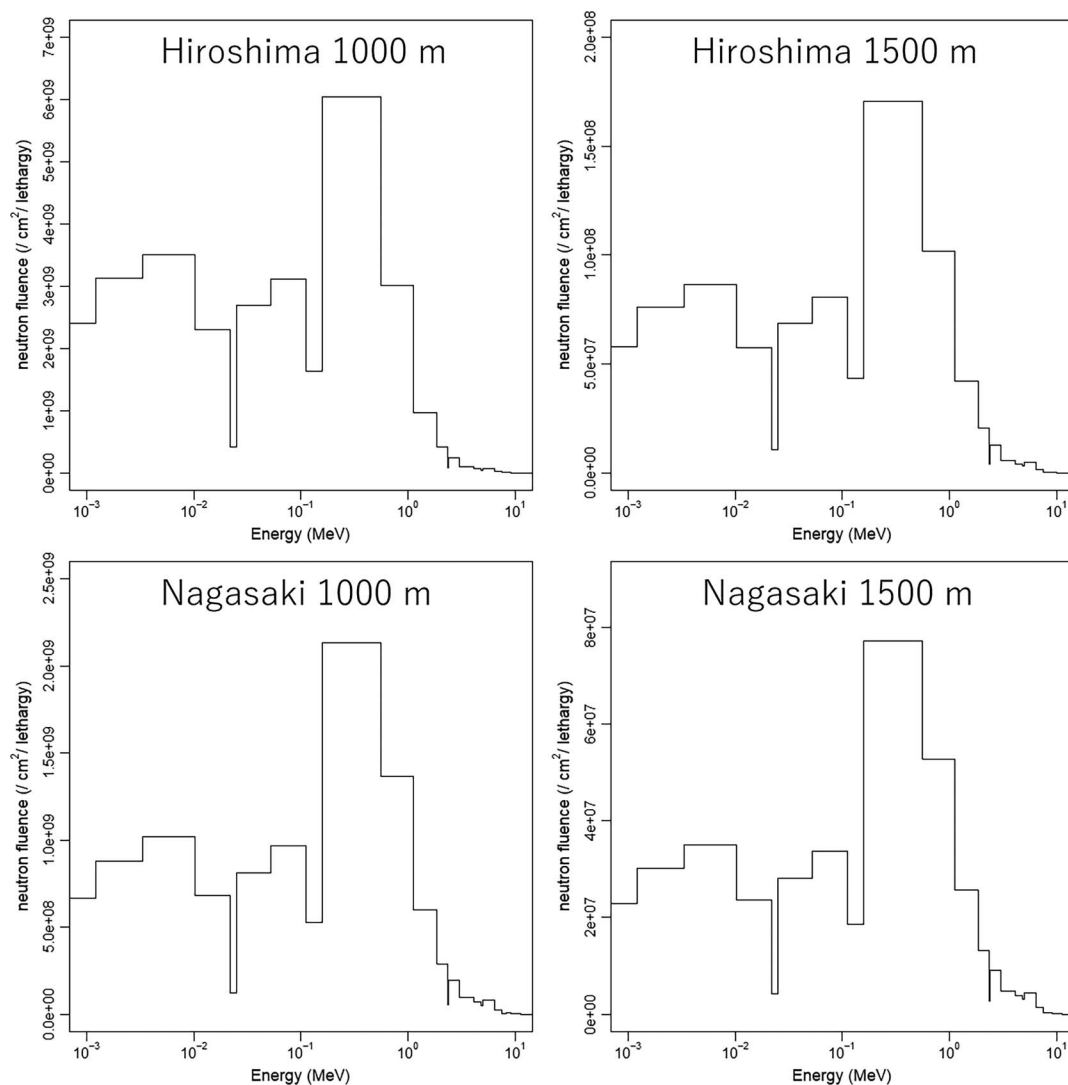 Hiroshima 1000 m
7e+09
6e+09
5e+09
4e+09
3e+09
2e+09
1e+09
0.0e+00
neutron fluence (/ cm²/ lethargy)
10⁻³ 10⁻² 10⁻¹ 10⁰ 10¹
Energy (MeV)
Hiroshima 1500 m
2.0e+08
1.5e+08
1.0e+08
5.0e+07
0.0e+00
neutron fluence (/ cm²/ lethargy)
10⁻³ 10⁻² 10⁻¹ 10⁰ 10¹
Energy (MeV)
Nagasaki 1000 m
2.5e+09
2.0e+09
1.5e+09
1.0e+09
5.0e+08
0.0e+00
neutron fluence (/ cm²/ lethargy)
10⁻³ 10⁻² 10⁻¹ 10⁰ 10¹
Energy (MeV)
Nagasaki 1500 m
8e+07
6e+07
4e+07
2e+07
0e+00
neutron fluence (/ cm²/ lethargy)
10⁻³ 10⁻² 10⁻¹ 10⁰ 10¹
Energy (MeV)